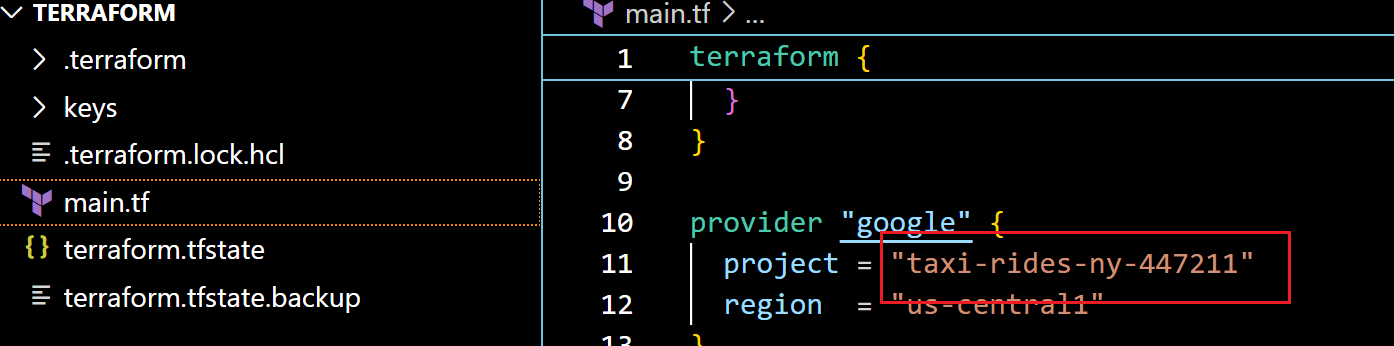 TERRAFORM
.terraform
keys
.terraform.lock.hcl
main.tf
terraform.tfstate
terraform.tfstate.backup
main.tf > ...
1 terraform {
7 }
8 }
9
10 provider "google" {
11 project = "taxi-rides-ny-447211"
12 region = "us-central1"
13 }